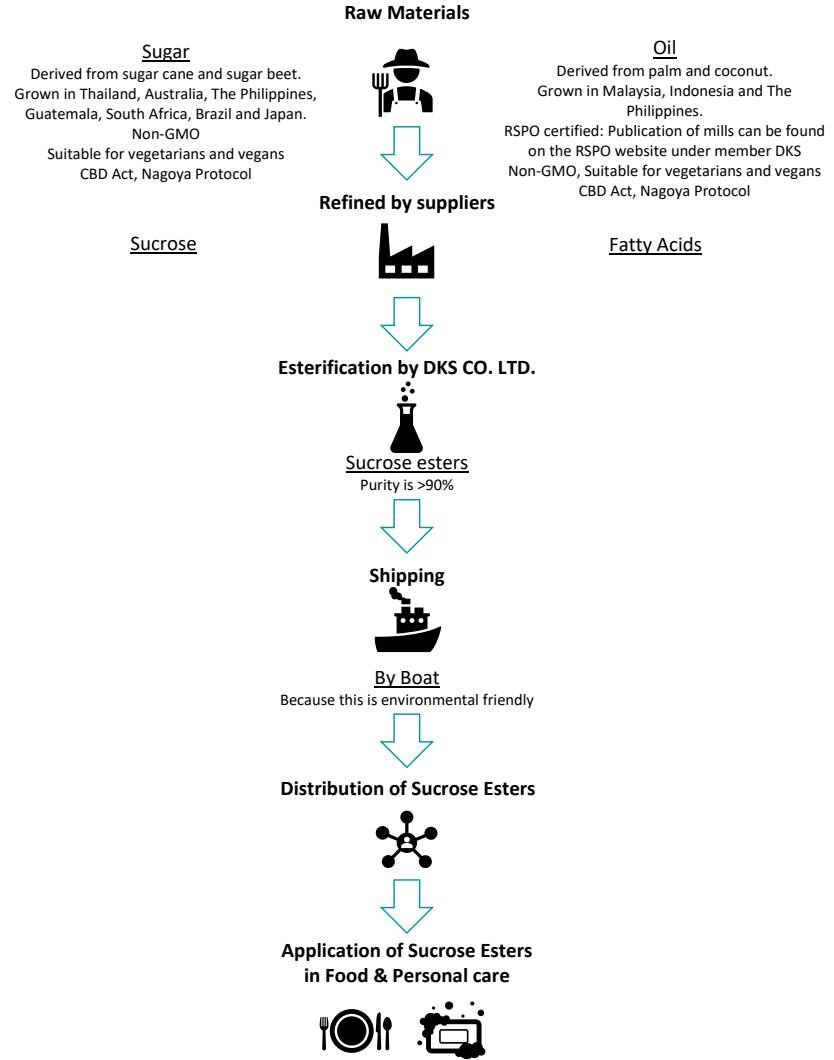 Raw Materials
Sugar
Derived from sugar cane and sugar beet.
Grown in Thailand, Australia, The Philippines,
Guatemala, South Africa, Brazil and Japan.
Non-GMO
Suitable for vegetarians and vegans
CBD Act, Nagoya Protocol
Oil
Derived from palm and coconut.
Grown in Malaysia, Indonesia and The
Philippines.
RSPO certified: Publication of mills can be found
on the RSPO website under member DKS
Non-GMO, Suitable for vegetarians and vegans
CBD Act, Nagoya Protocol
Refined by suppliers
Sucrose
Fatty Acids
Esterification by DKS CO. LTD.
Sucrose esters
Purity is >90%
Shipping
By Boat
Because this is environmental friendly
Distribution of Sucrose Esters
Application of Sucrose Esters
in Food & Personal care